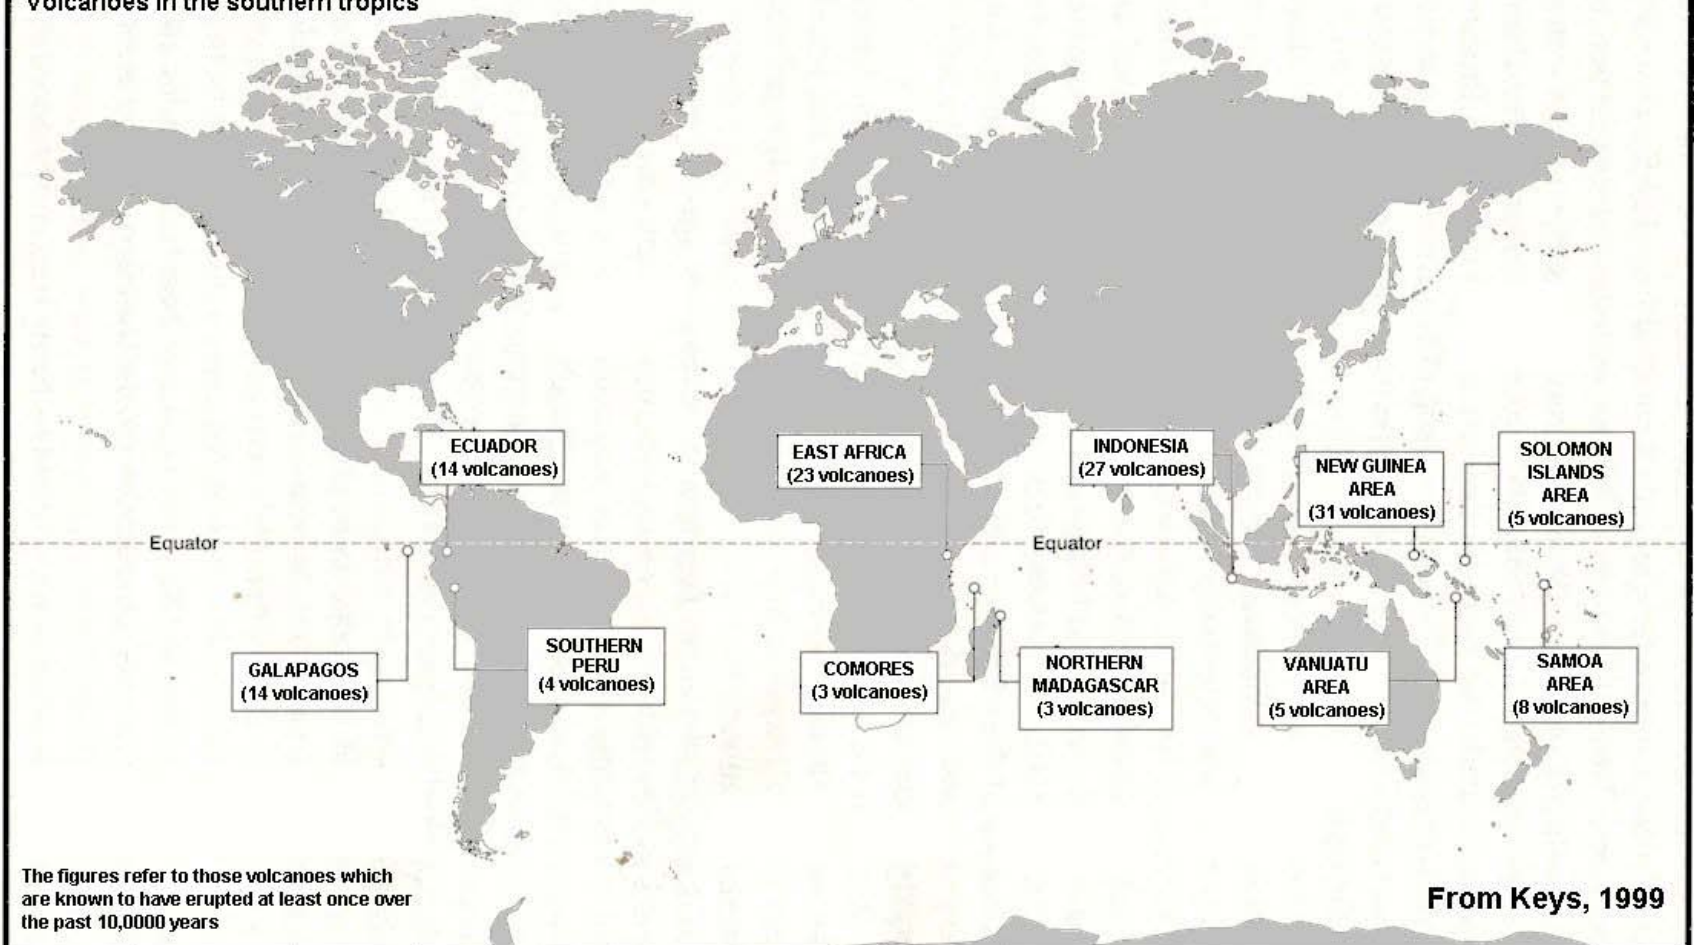 Volcanoes in the southern tropics
ECUADOR
(14 volcanoes)
EAST AFRICA
(23 volcanoes)
INDONESIA
(27 volcanoes)
NEW GUINEA
AREA
(31 volcanoes)
SOLOMON
ISLANDS
AREA
(5 volcanoes)
Equator
Equator
GALAPAGOS
(14 volcanoes)
SOUTHERN
PERU
(4 volcanoes)
COMORES
(3 volcanoes)
NORTHERN
MADAGASCAR
(3 volcanoes)
VANUATU
AREA
(5 volcanoes)
SAMOA
AREA
(8 volcanoes)
The figures refer to those volcanoes which
are known to have erupted at least once over
the past 10,0000 years
From Keys, 1999